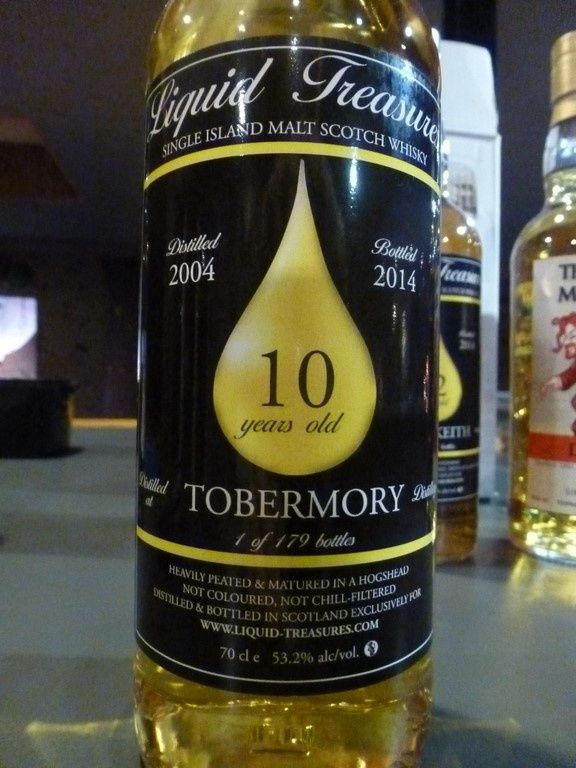 Liquid Treasures
SINGLE ISLAND MALT SCOTCH WHISKY
Distilled
2004
Bottled
2014
10
years old
Distilled
at
TOBERMORY
1 of 179 bottles
HEAVILY PEATED & MATURED IN A HOGSHEAD
NOT COLOURED, NOT CHILL-FILTERED
DISTILLED & BOTTLED IN SCOTLAND EXCLUSIVELY FOR
WWW.LIQUID-TREASURES.COM
70 cl e 53.2% alc/vol.
2014